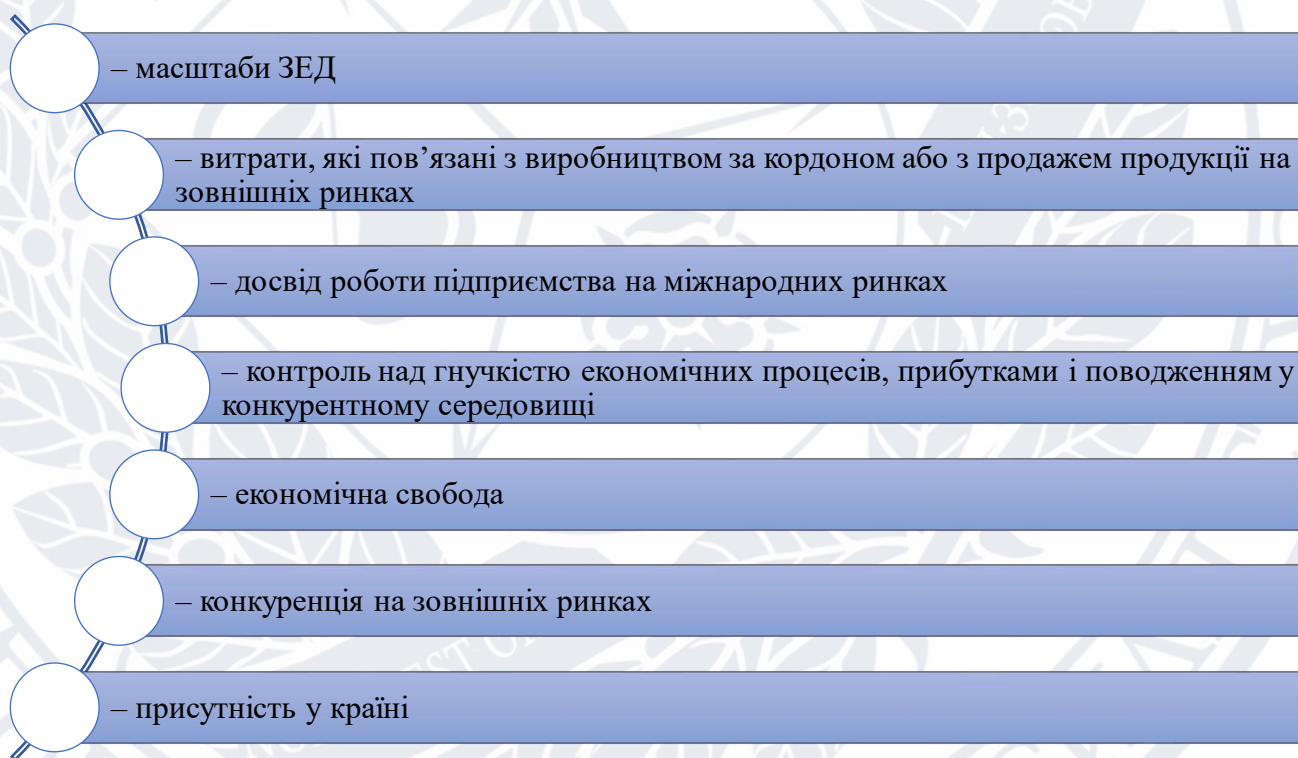 – масштаби ЗЕД
– витрати, які пов’язані з виробництвом за кордоном або з продажем продукції на
зовнішніх ринках
– досвід роботи підприємства на міжнародних ринках
– контроль над гнучкістю економічних процесів, прибутками і поводженням у
конкурентному середовищі
– економічна свобода
– конкуренція на зовнішніх ринках
– присутність у країні